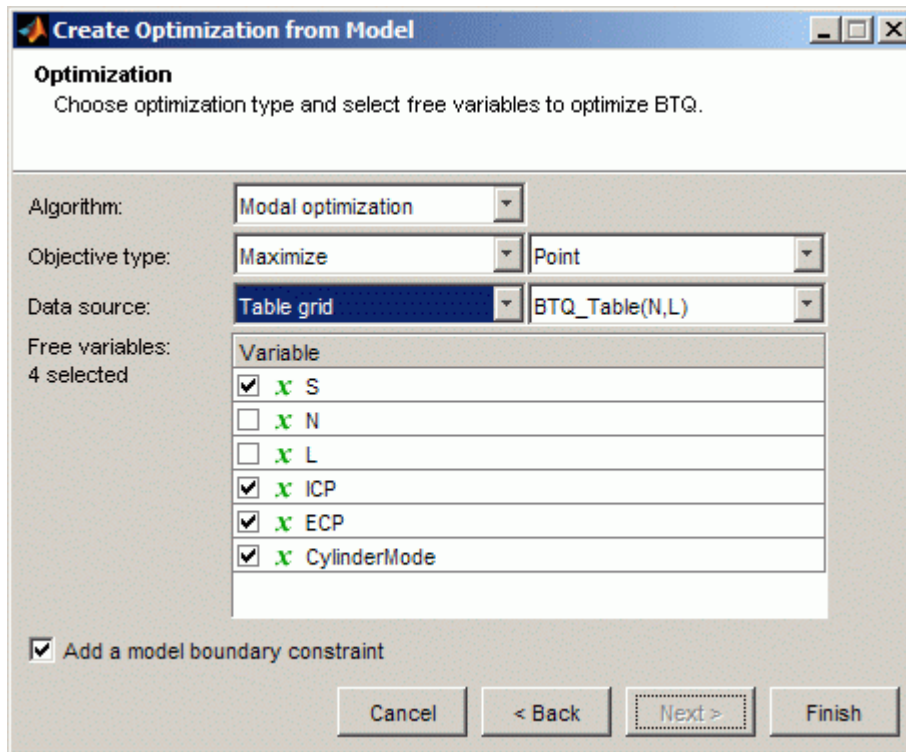 Create Optimization from Model
Optimization
Choose optimization type and select free variables to optimize BTQ.
Algorithm: Modal optimization
Objective type: Maximize Point
Data source: Table grid BTQ_Table(N,L)
Free variables: Variable
4 selected
x S
x N
x L
x ICP
x ECP
x CylinderMode
Add a model boundary constraint
Cancel < Back Next > Finish